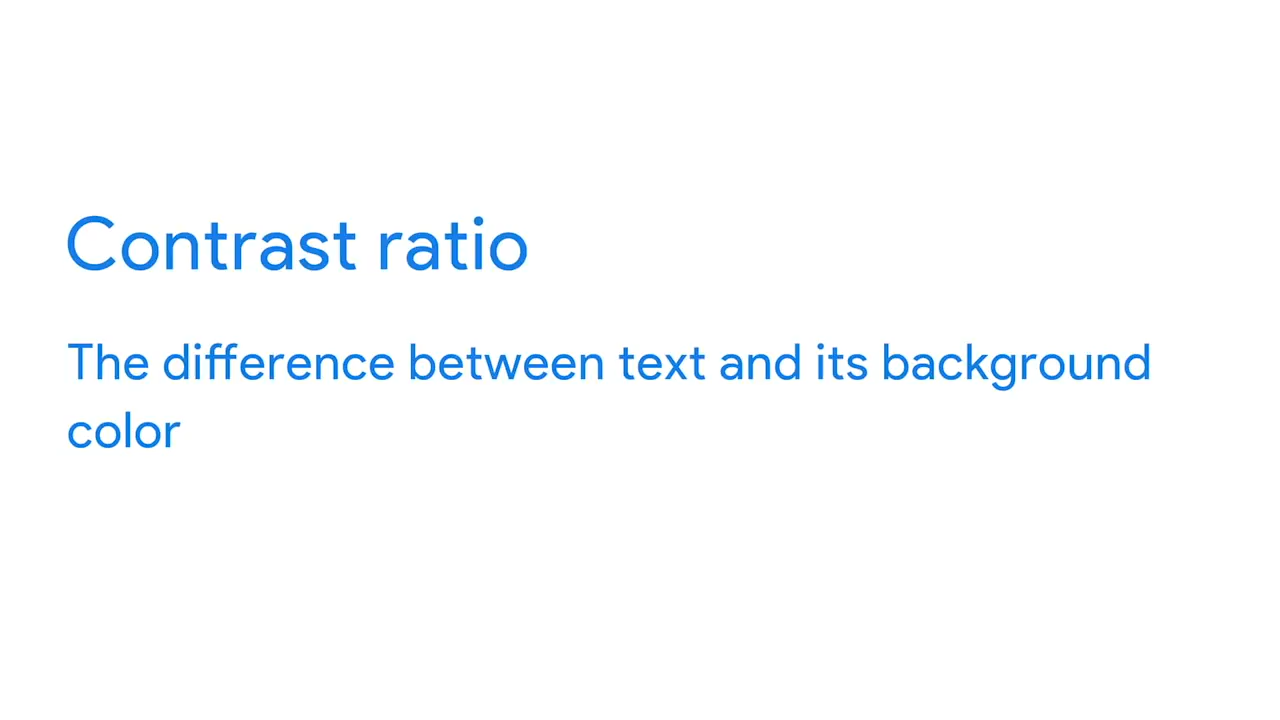 Contrast ratio
The difference between text and its background
color